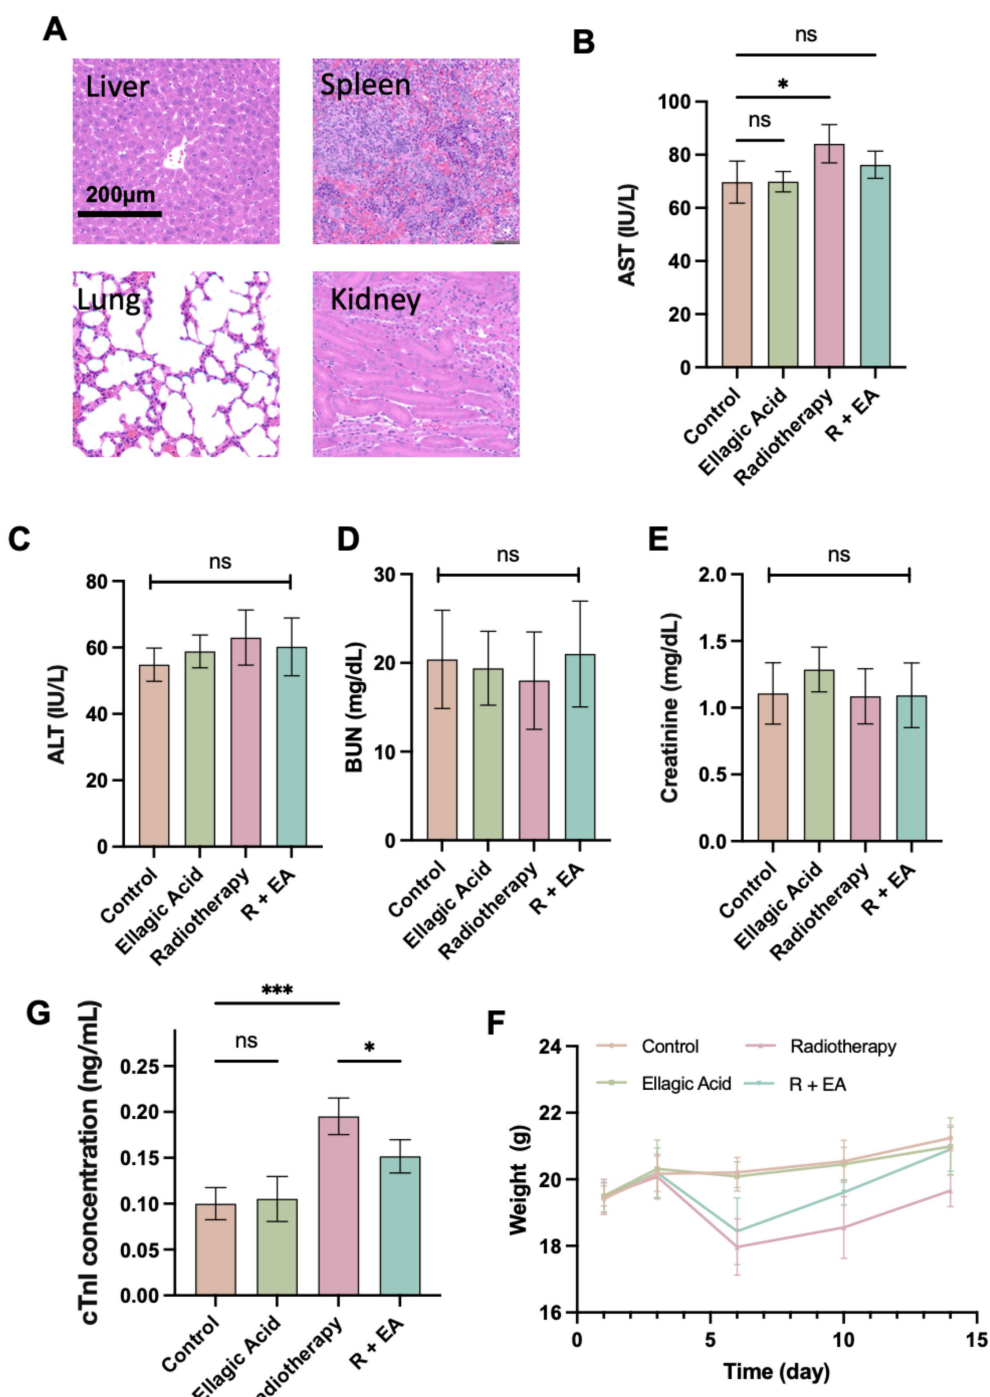 A
Liver
200μm
Spleen
Lung
Kidney
B
ns
*
ns
AST (IU/L)
100
80
60
40
20
0
Control
Ellagic Acid
Radiotherapy
R + EA
C
ns
ALT (IU/L)
80
60
40
20
0
Control
Ellagic Acid
Radiotherapy
R + EA
D
ns
BUN (mg/dL)
30
20
10
0
Control
Ellagic Acid
Radiotherapy
R + EA
E
ns
Creatinine (mg/dL)
2.0
1.5
1.0
0.5
0.0
Control
Ellagic Acid
Radiotherapy
R + EA
G
***
ns
*
cTnI concentration (ng/mL)
0.25
0.20
0.15
0.10
0.05
0.00
Control
Ellagic Acid
adiotherapy
R + EA
F
Control
Radiotherapy
Ellagic Acid
R + EA
Weight (g)
24
22
20
18
16
0
5
10
15
Time (day)